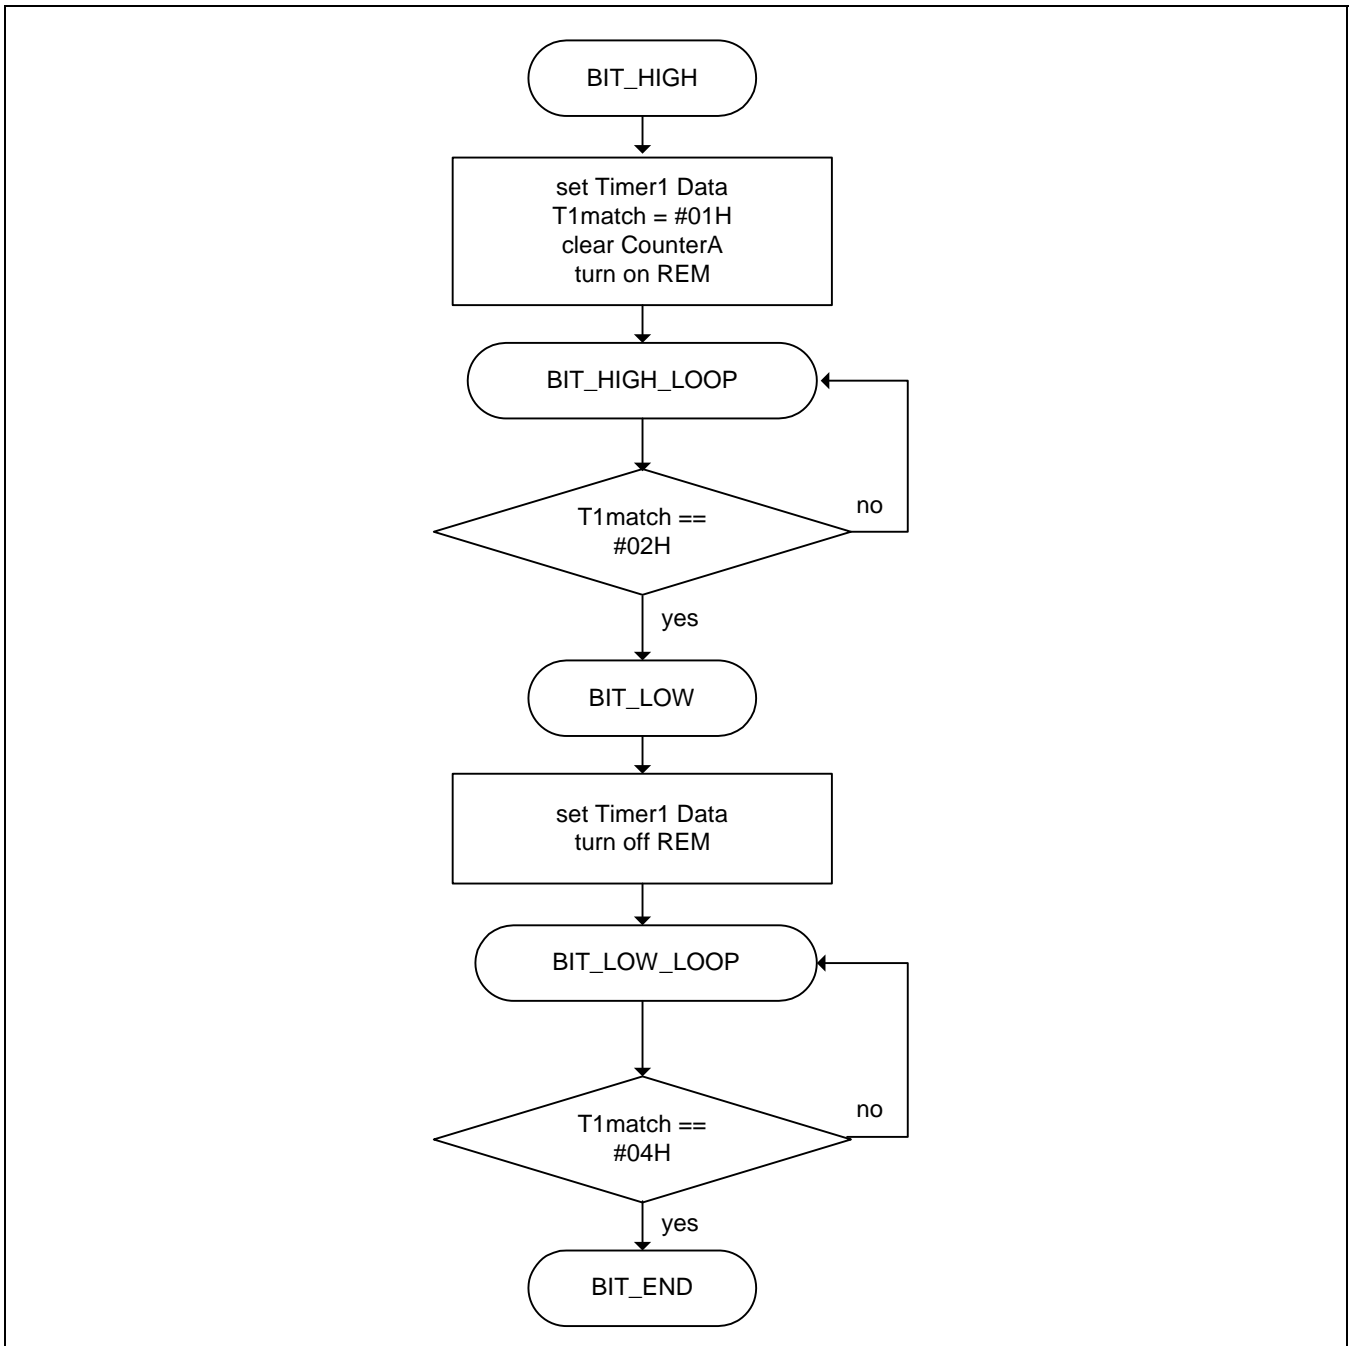 BIT_HIGH
set Timer1 Data
T1match = #01H
clear CounterA
turn on REM
BIT_HIGH_LOOP
T1match ==
#02H
no
yes
BIT_LOW
set Timer1 Data
turn off REM
BIT_LOW_LOOP
T1match ==
#04H
no
yes
BIT_END